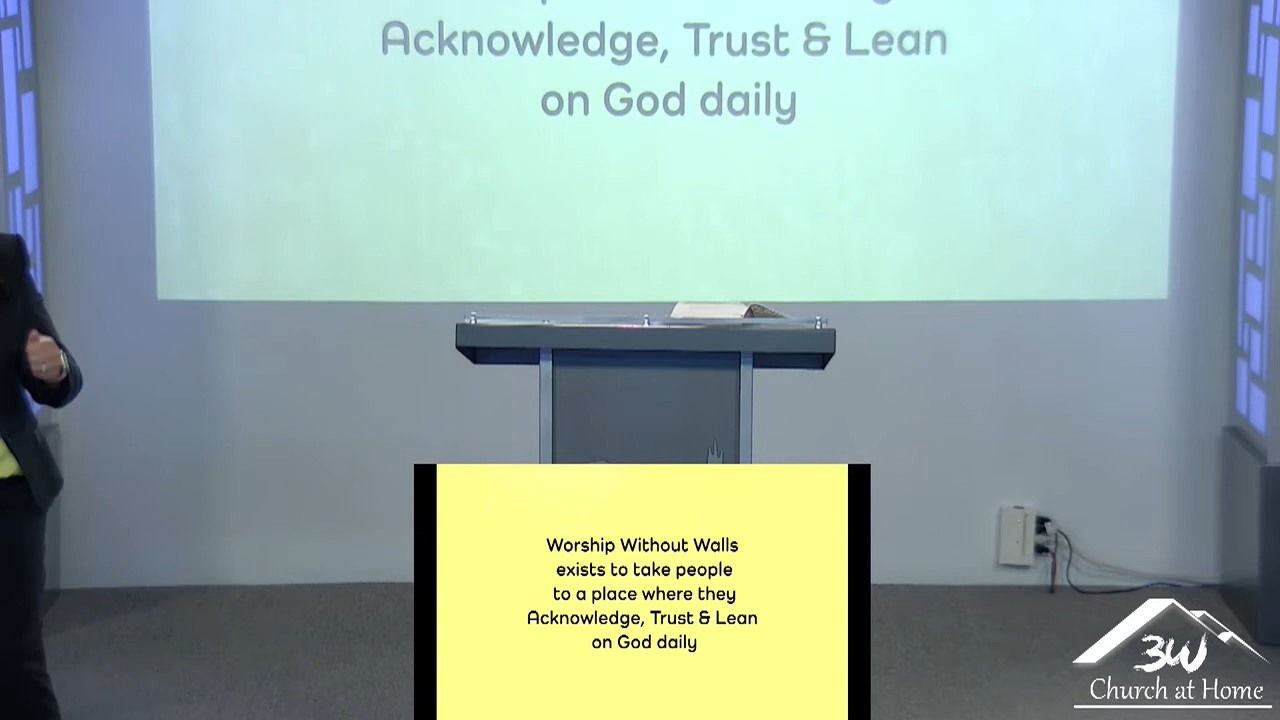 Acknowledge, Trust & Lean
on God daily
Worship Without Walls
exists to take people
to a place where they
Acknowledge, Trust & Lean
on God daily
3W
Church at Home